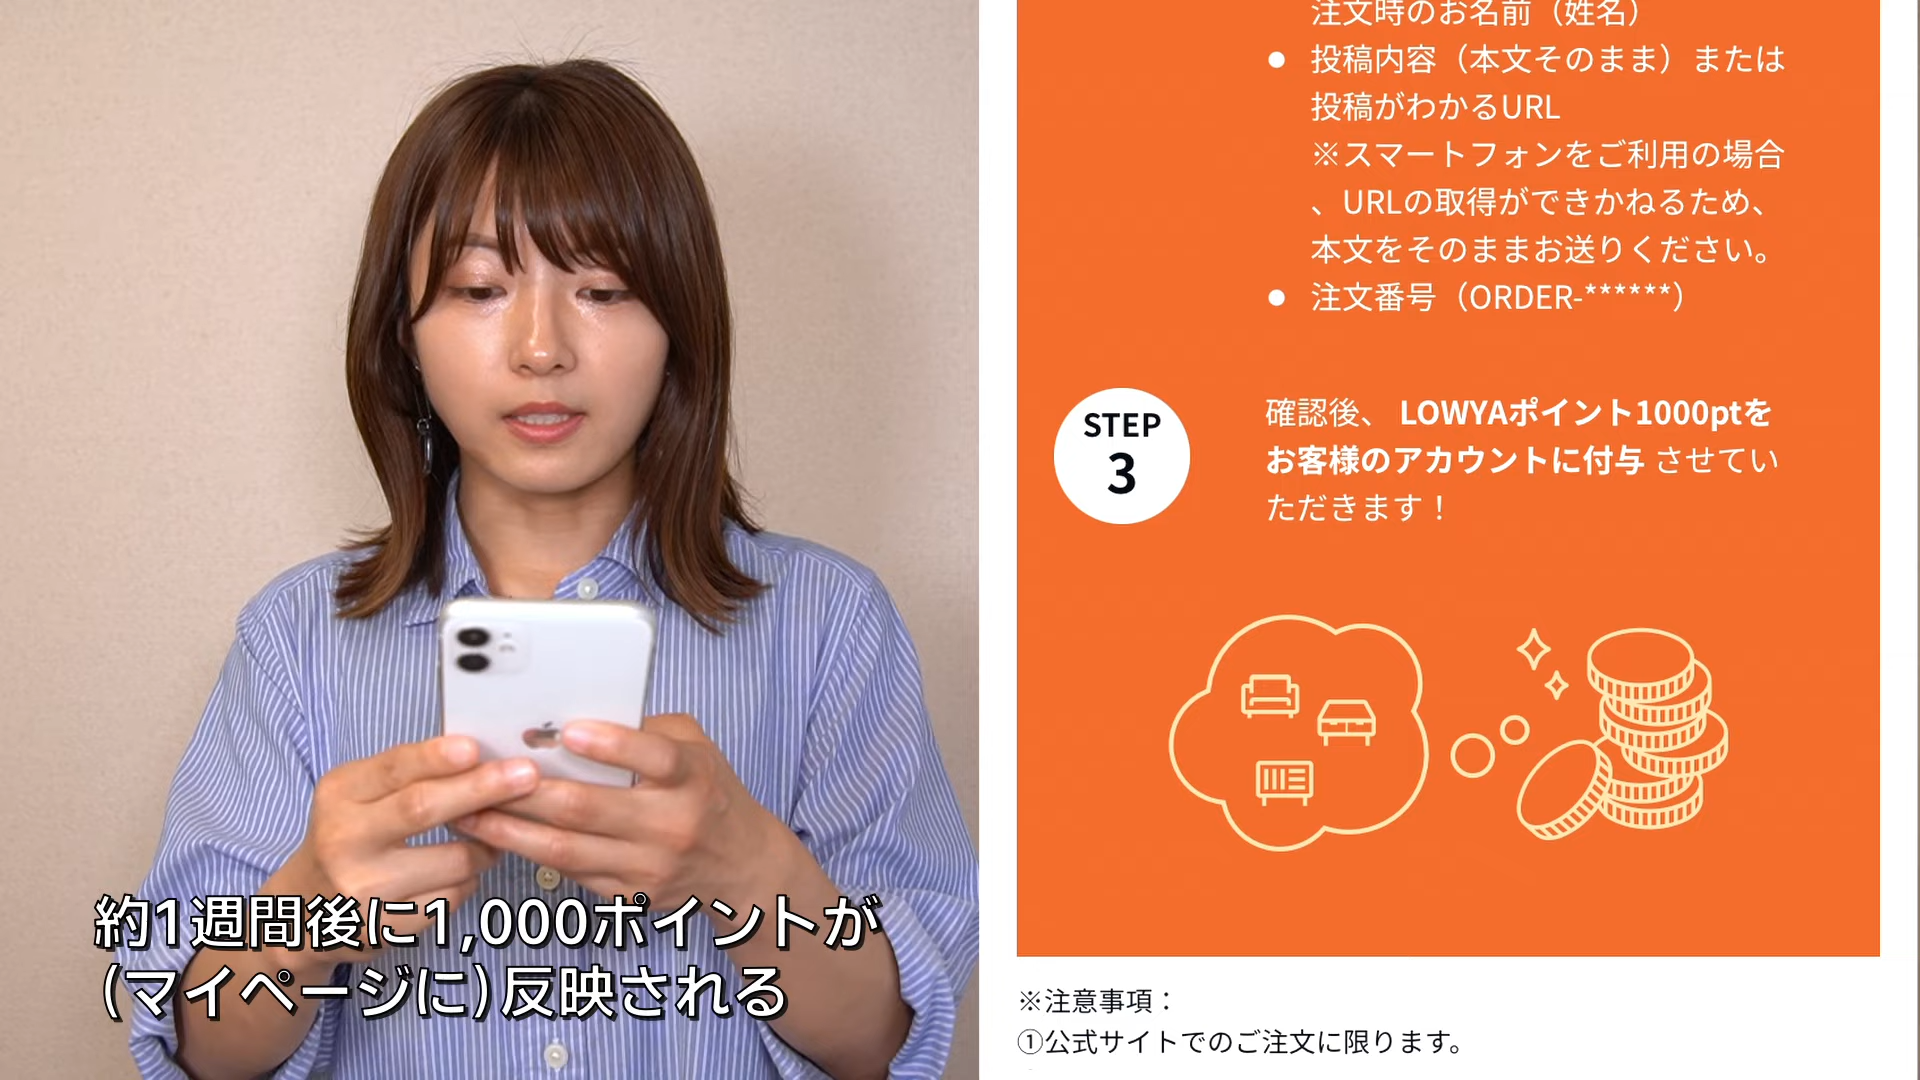 注文時のお名前（姓名）
● 投稿内容（本文そのまま）または
投稿がわかるURL
※スマートフォンをご利用の場合
、URLの取得ができかねるため、
本文をそのままお送りください。
● 注文番号（ORDER-******）
STEP
3
確認後、 LOWYAポイント1000ptを
お客様のアカウントに付与 させてい
ただきます！
約1週間後に1,000ポイントが
(マイページに)反映される
※注意事項：
①公式サイトでのご注文に限ります。